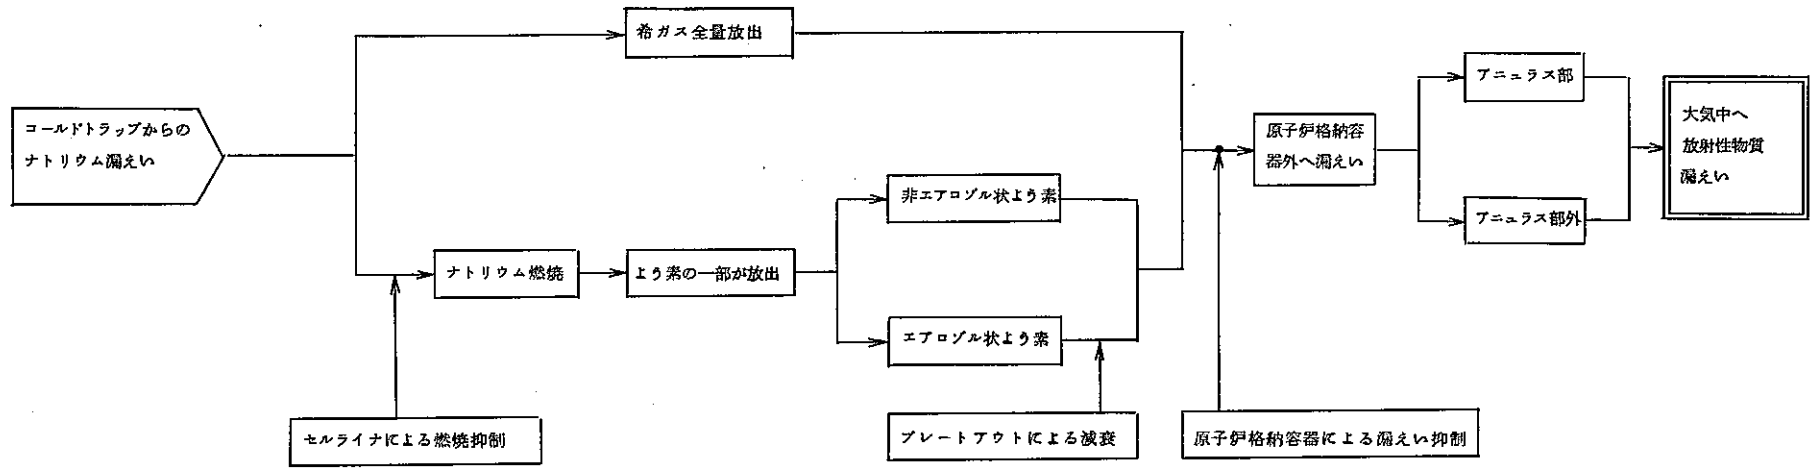 コールドトラップからの
ナトリウム漏えい
希ガス全量放出
セルライナによる燃焼抑制
ナトリウム燃焼
よう素の一部が放出
非エアロゾル状よう素
エアロゾル状よう素
プレートアウトによる減衰
原子炉格納容器による漏えい抑制
原子炉格納容
器外へ漏えい
アニュラス部
アニュラス部外
大気中へ
放射性物質
漏えい